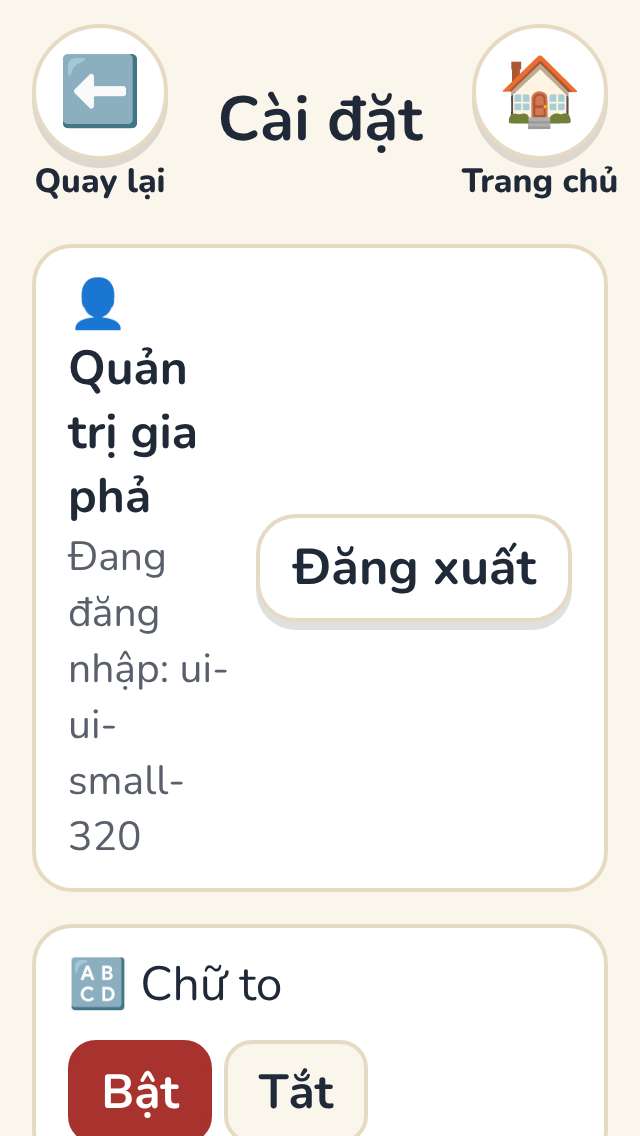 Cài đặt
Quay lại
Trang chủ
Quản
trị gia
phả
Đang
đăng
nhập: ui-
ui-
small-
320
Đăng xuất
Chữ to
Bật
Tắt